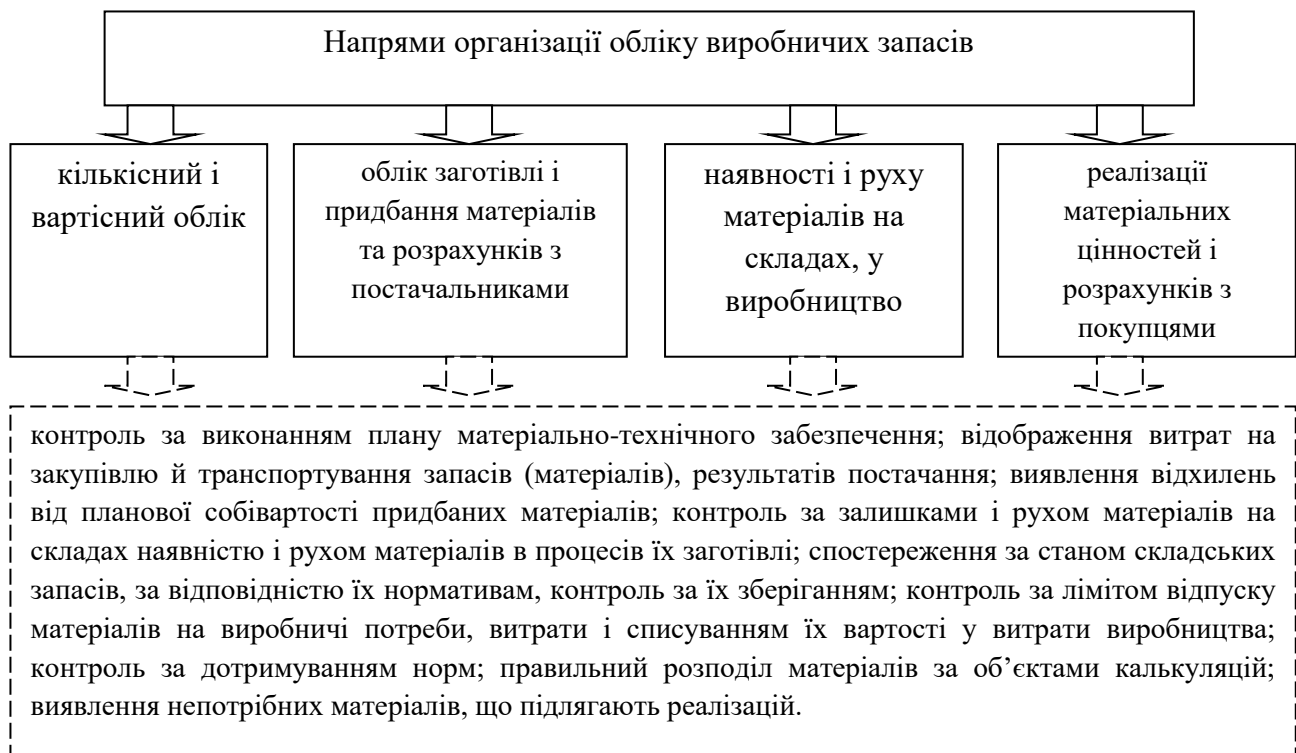 Напрями організації обліку виробничих запасів
кількісний і
вартісний облік
облік заготівлі і
придбання матеріалів
та розрахунків з
постачальниками
наявності і руху
матеріалів на
складах, у
виробництво
реалізації
матеріальних
цінностей і
розрахунків з
покупцями
контроль за виконанням плану матеріально-технічного забезпечення; відображення витрат на
закупівлю й транспортування запасів (матеріалів), результатів постачання; виявлення відхилень
від планової собівартості придбаних матеріалів; контроль за залишками і рухом матеріалів на
складах наявністю і рухом матеріалів в процесів їх заготівлі; спостереження за станом складських
запасів, за відповідністю їх нормативам, контроль за їх зберіганням; контроль за лімітом відпуску
матеріалів на виробничі потреби, витрати і списуванням їх вартості у витрати виробництва;
контроль за дотримуванням норм; правильний розподіл матеріалів за об’єктами калькуляцій;
виявлення непотрібних матеріалів, що підлягають реалізацій.